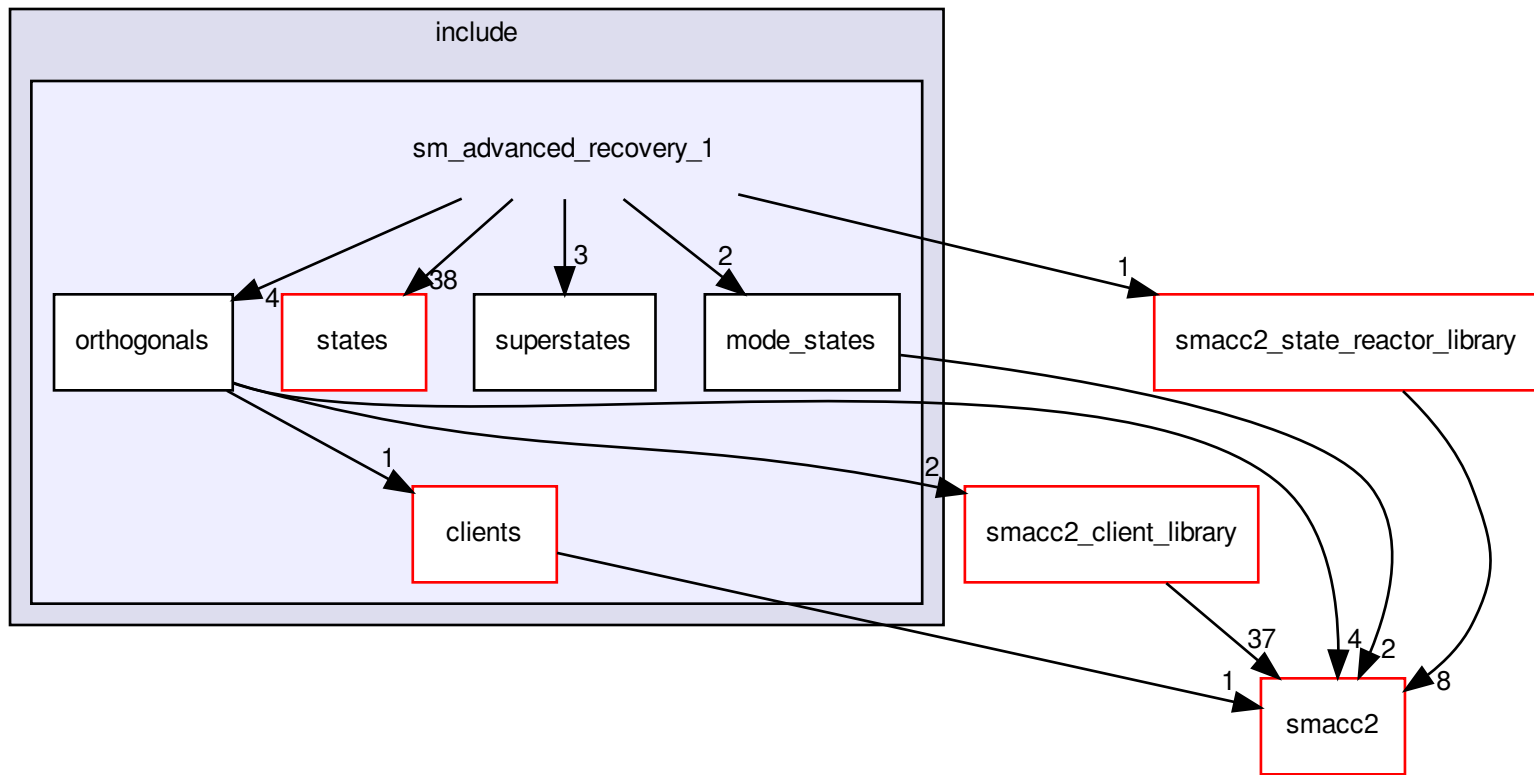 include
sm_advanced_recovery_1
4
38
3
2
1
orthogonals
states
superstates
mode_states
smacc2_state_reactor_library
1
2
clients
smacc2_client_library
37
4
2
8
1
smacc2